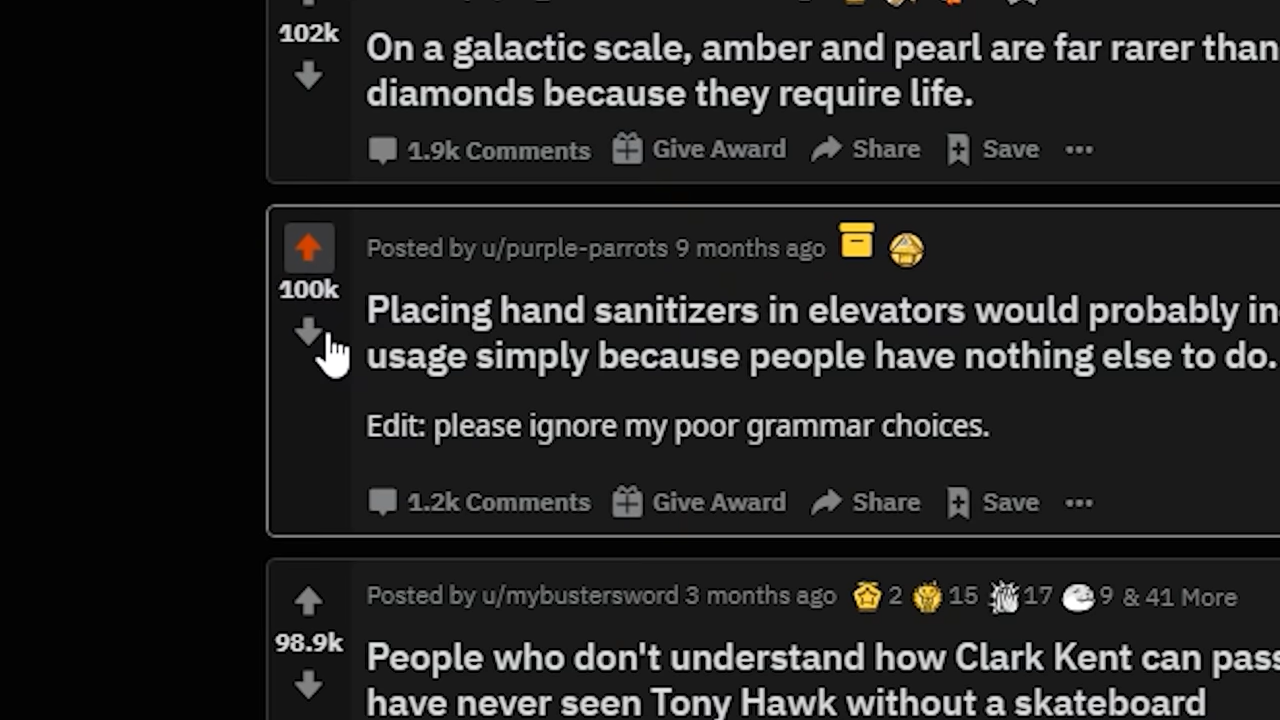 102k
On a galactic scale, amber and pearl are far rarer than
diamonds because they require life.
1.9k Comments Give Award Share Save
Posted by u/purple-parrots 9 months ago
100k
Placing hand sanitizers in elevators would probably in
usage simply because people have nothing else to do.
Edit: please ignore my poor grammar choices.
1.2k Comments Give Award Share Save
Posted by u/mybustersword 3 months ago 2 15 17 9 & 41 More
98.9k
People who don't understand how Clark Kent can pass
have never seen Tony Hawk without a skateboard